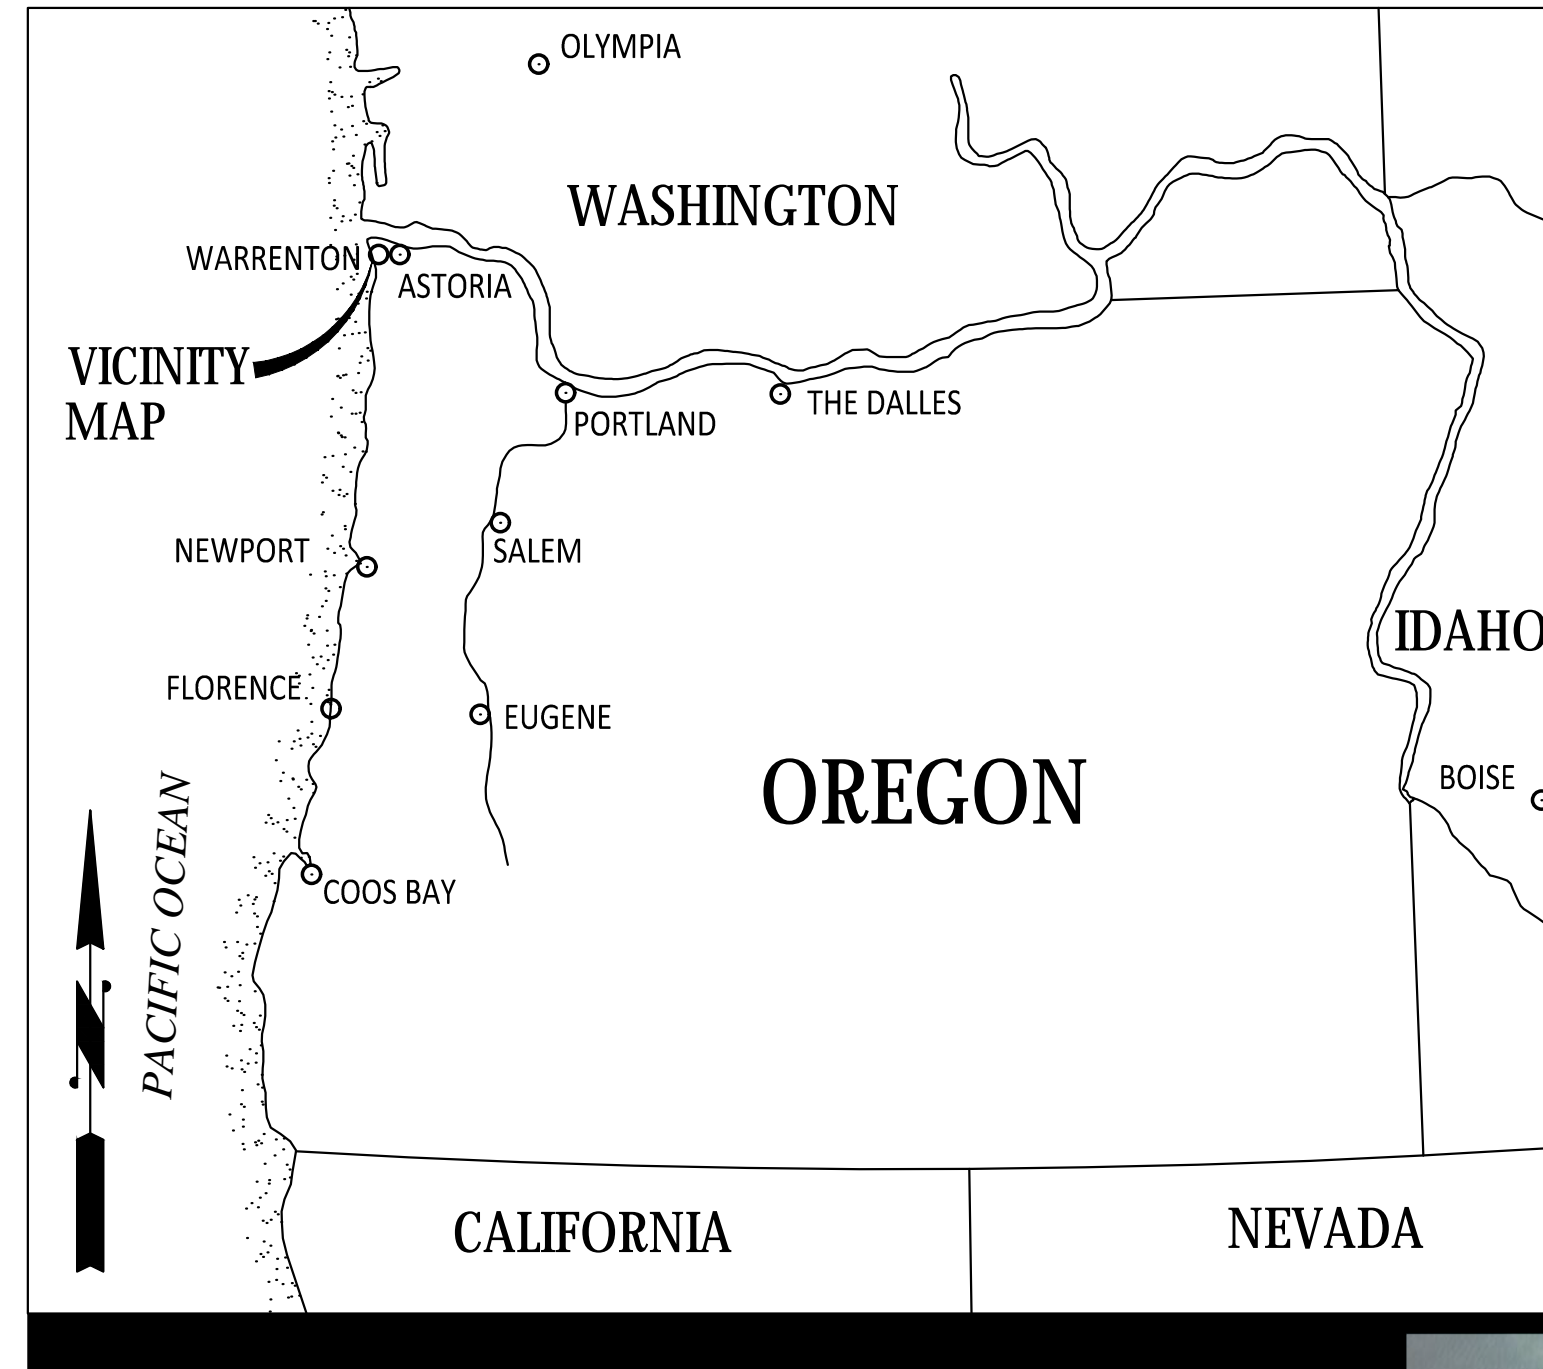 OLYMPIA
WASHINGTON
WARRENTON
ASTORIA
VICINITY
MAP
PORTLAND
THE DALLES
NEWPORT
SALEM
IDAHO
FLORENCE
EUGENE
OREGON
BOISE
COOS BAY
PACIFIC OCEAN
N
CALIFORNIA
NEVADA